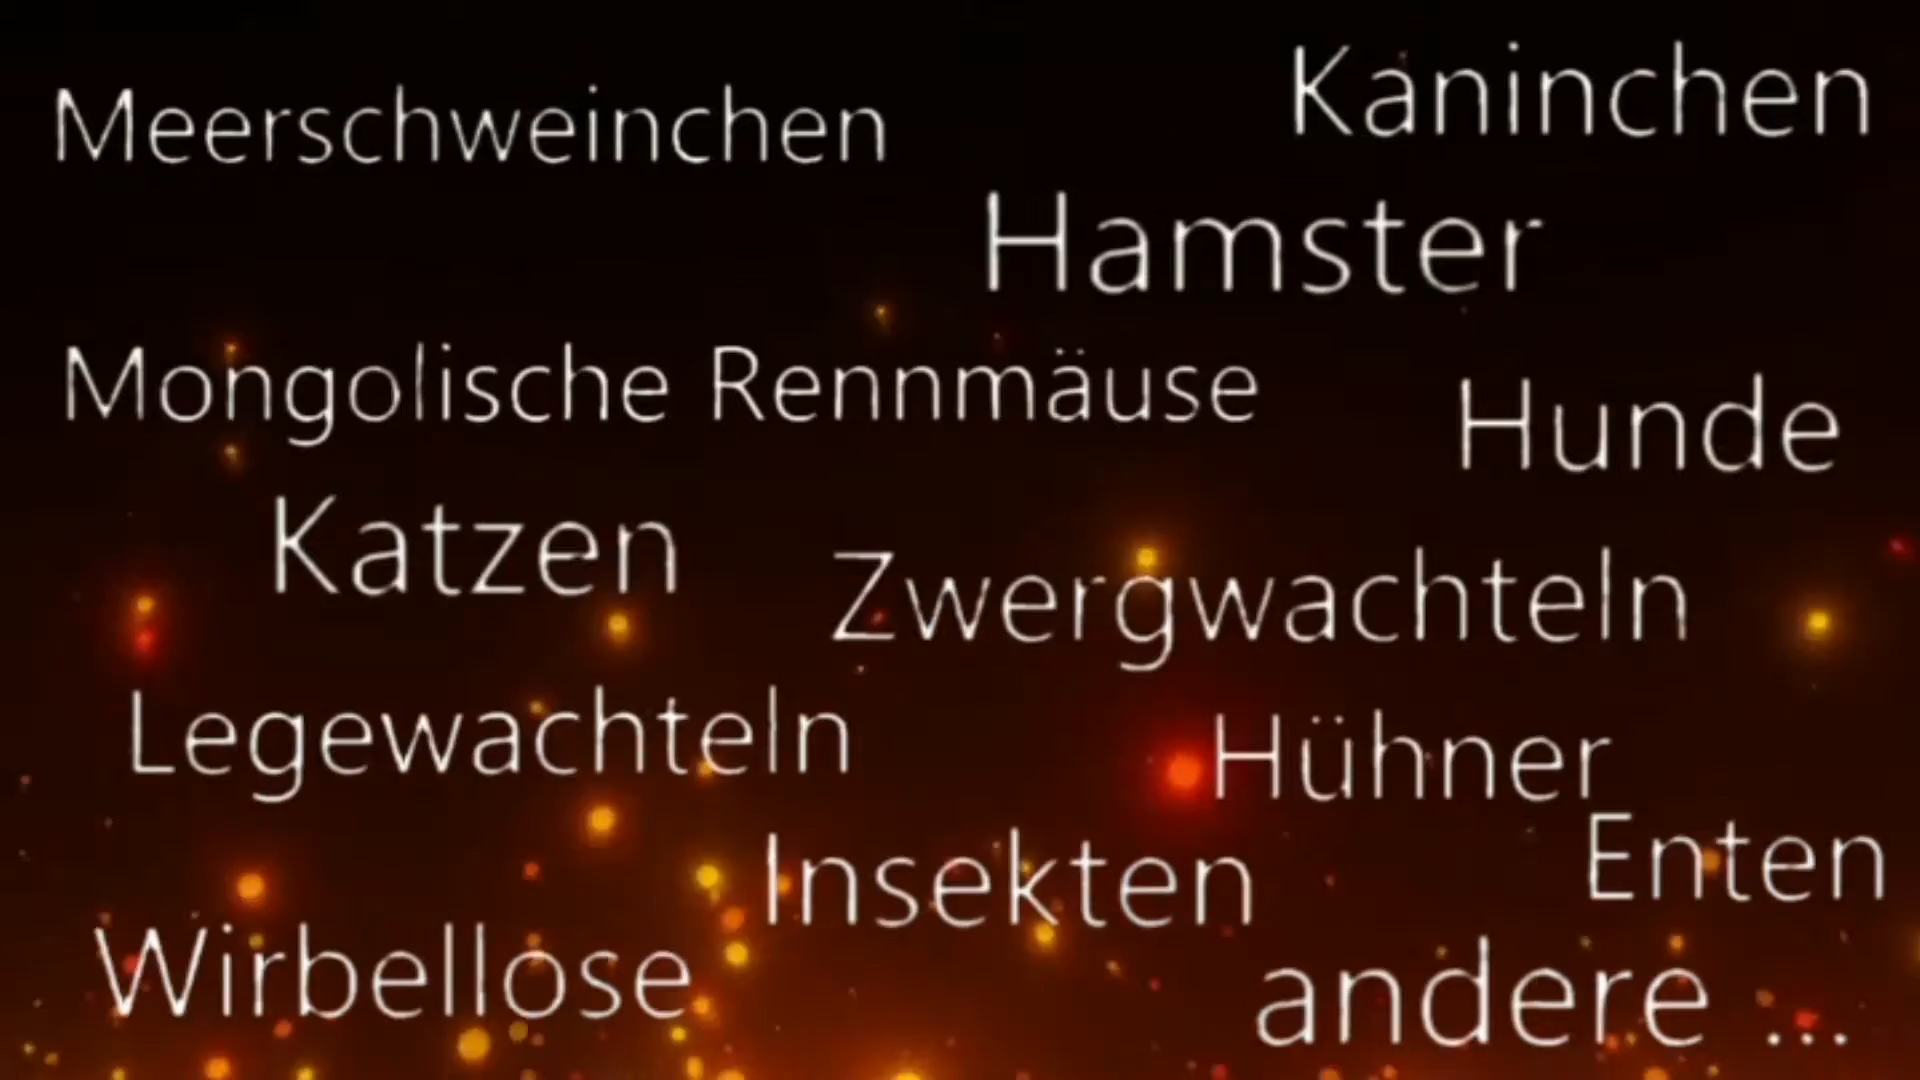 Meerschweinchen
Kaninchen
Hamster
Mongolische Rennmäuse
Hunde
Katzen
Zwergwachteln
Legewachteln
Hühner
Enten
Insekten
Wirbellose
andere ...